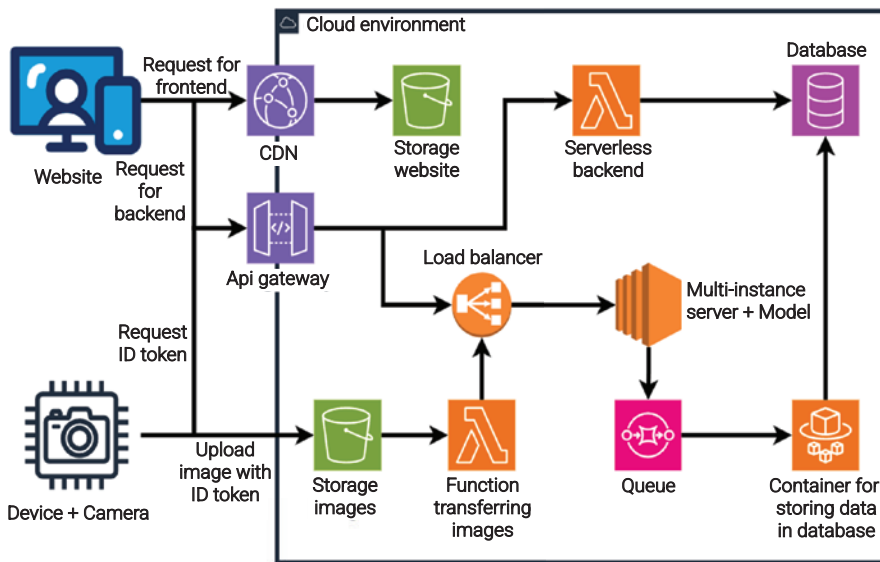 Cloud environment
Request for
frontend
Database
CDN
Storage
website
Serverless
backend
Website
Request
for
backend
Api gateway
Load balancer
Multi-instance
server + Model
Request
ID token
Upload
image with
ID token
Device + Camera
Storage
images
Function
transferring
images
Queue
Container for
storing data
in database